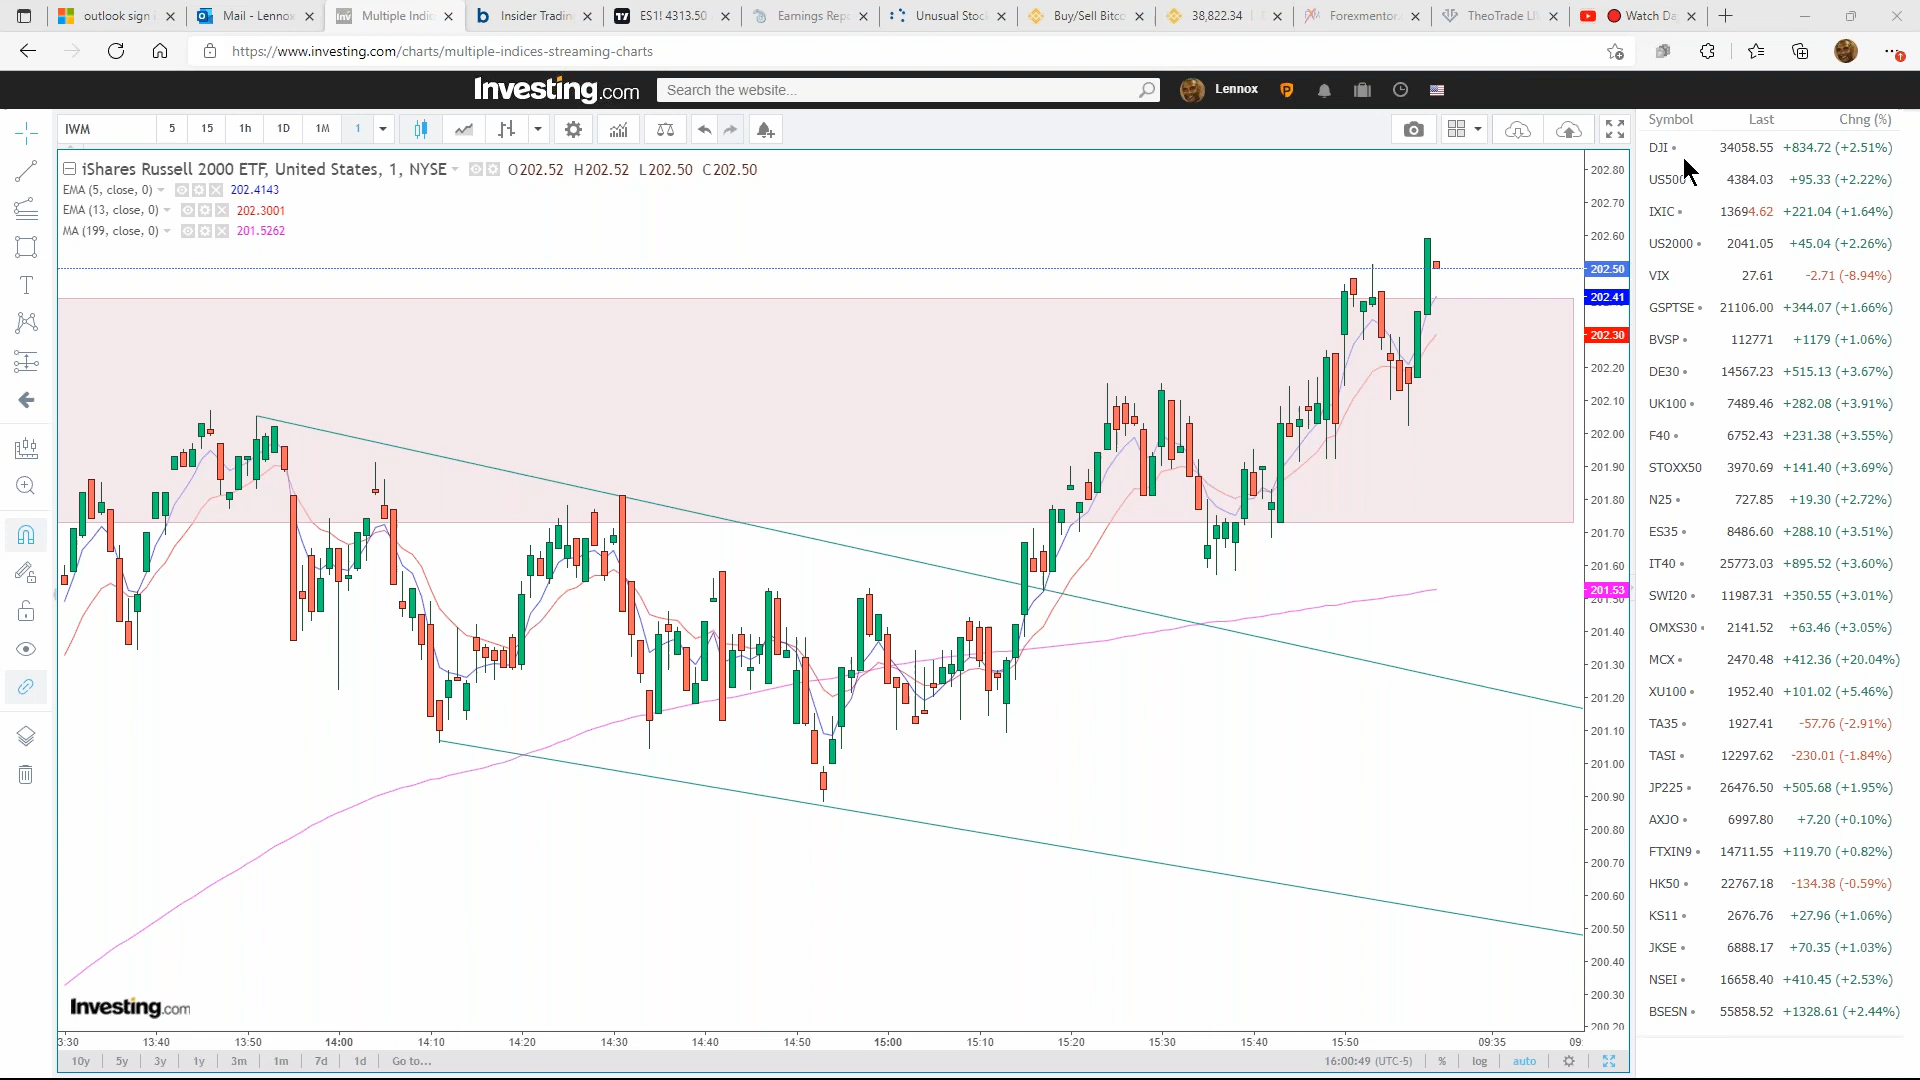 outlook sign i
Mail - Lennox
Multiple Indic
Insider Tradin
ES1! 4313.50
Earnings Repo
Unusual Stock
Buy/Sell Bitco
38,822.34
Forexmentor.
TheoTrade LI
Watch Da
https://www.investing.com/charts/multiple-indices-streaming-charts
Investing.com
Search the website...
Lennox
IWM 5 15 1h 1D 1M 1
Symbol Last Chng (%)
iShares Russell 2000 ETF, United States, 1, NYSE O202.52 H202.52 L202.50 C202.50
EMA (5, close, 0) 202.4143
EMA (13, close, 0) 202.3001
MA (199, close, 0) 201.5262
DJI 34058.55 +834.72 (+2.51%)
US500 4384.03 +95.33 (+2.22%)
IXIC 13694.62 +221.04 (+1.64%)
US2000 2041.05 +45.04 (+2.26%)
VIX 27.61 -2.71 (-8.94%)
GSPTSE 21106.00 +344.07 (+1.66%)
BVSP 112771 +1179 (+1.06%)
DE30 14567.23 +515.13 (+3.67%)
UK100 7489.46 +282.08 (+3.91%)
F40 6752.43 +231.38 (+3.55%)
STOXX50 3970.69 +141.40 (+3.69%)
N25 727.85 +19.30 (+2.72%)
ES35 8486.60 +288.10 (+3.51%)
IT40 25773.03 +895.52 (+3.60%)
SWI20 11987.31 +350.55 (+3.01%)
OMXS30 2141.52 +63.46 (+3.05%)
MCX 2470.48 +412.36 (+20.04%)
XU100 1952.40 +101.02 (+5.46%)
TA35 1927.41 -57.76 (-2.91%)
TASI 12297.62 -230.01 (-1.84%)
JP225 26476.50 +505.68 (+1.95%)
AXJO 6997.80 +7.20 (+0.10%)
FTXIN9 14711.55 +119.70 (+0.82%)
HK50 22767.18 -134.38 (-0.59%)
KS11 2676.76 +27.96 (+1.06%)
JKSE 6888.17 +70.35 (+1.03%)
NSEI 16658.40 +410.45 (+2.53%)
BSESN 55858.52 +1328.61 (+2.44%)
202.80
202.70
202.60
202.50
202.41
202.30
202.20
202.10
202.00
201.90
201.80
201.70
201.60
201.53
201.40
201.30
201.20
201.10
201.00
200.90
200.80
200.70
200.60
200.50
200.40
200.30
200.20
Investing.com
3:30 13:40 13:50 14:00 14:10 14:20 14:30 14:40 14:50 15:00 15:10 15:20 15:30 15:40 15:50 09:35 09:
10y 5y 3y 1y 3m 1m 7d 1d Go to... 16:00:49 (UTC-5) % log auto